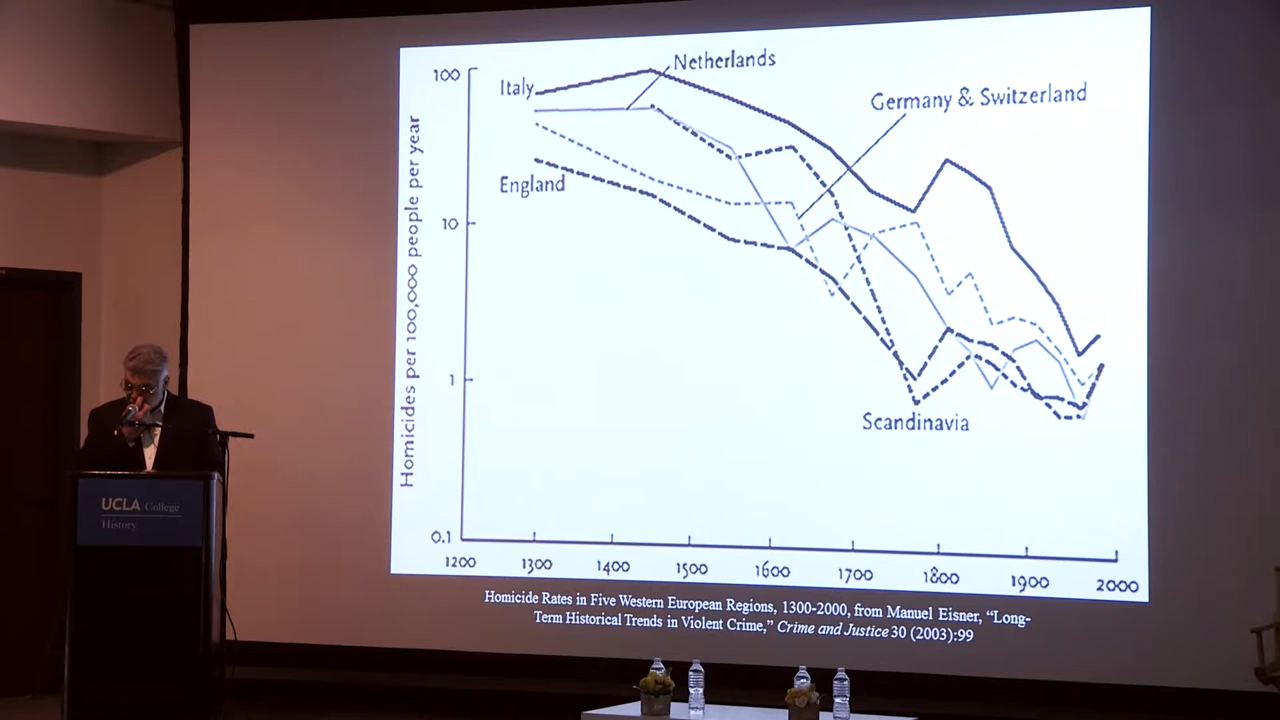 100
Italy
Netherlands
Germany & Switzerland
England
10
Homicides per 100,000 people per year
1
Scandinavia
0.1
1200 1300 1400 1500 1600 1700 1800 1900 2000
Homicide Rates in Five Western European Regions, 1300-2000, from Manuel Eisner, “Long-
Term Historical Trends in Violent Crime,” Crime and Justice 30 (2003):99
UCLA College
History